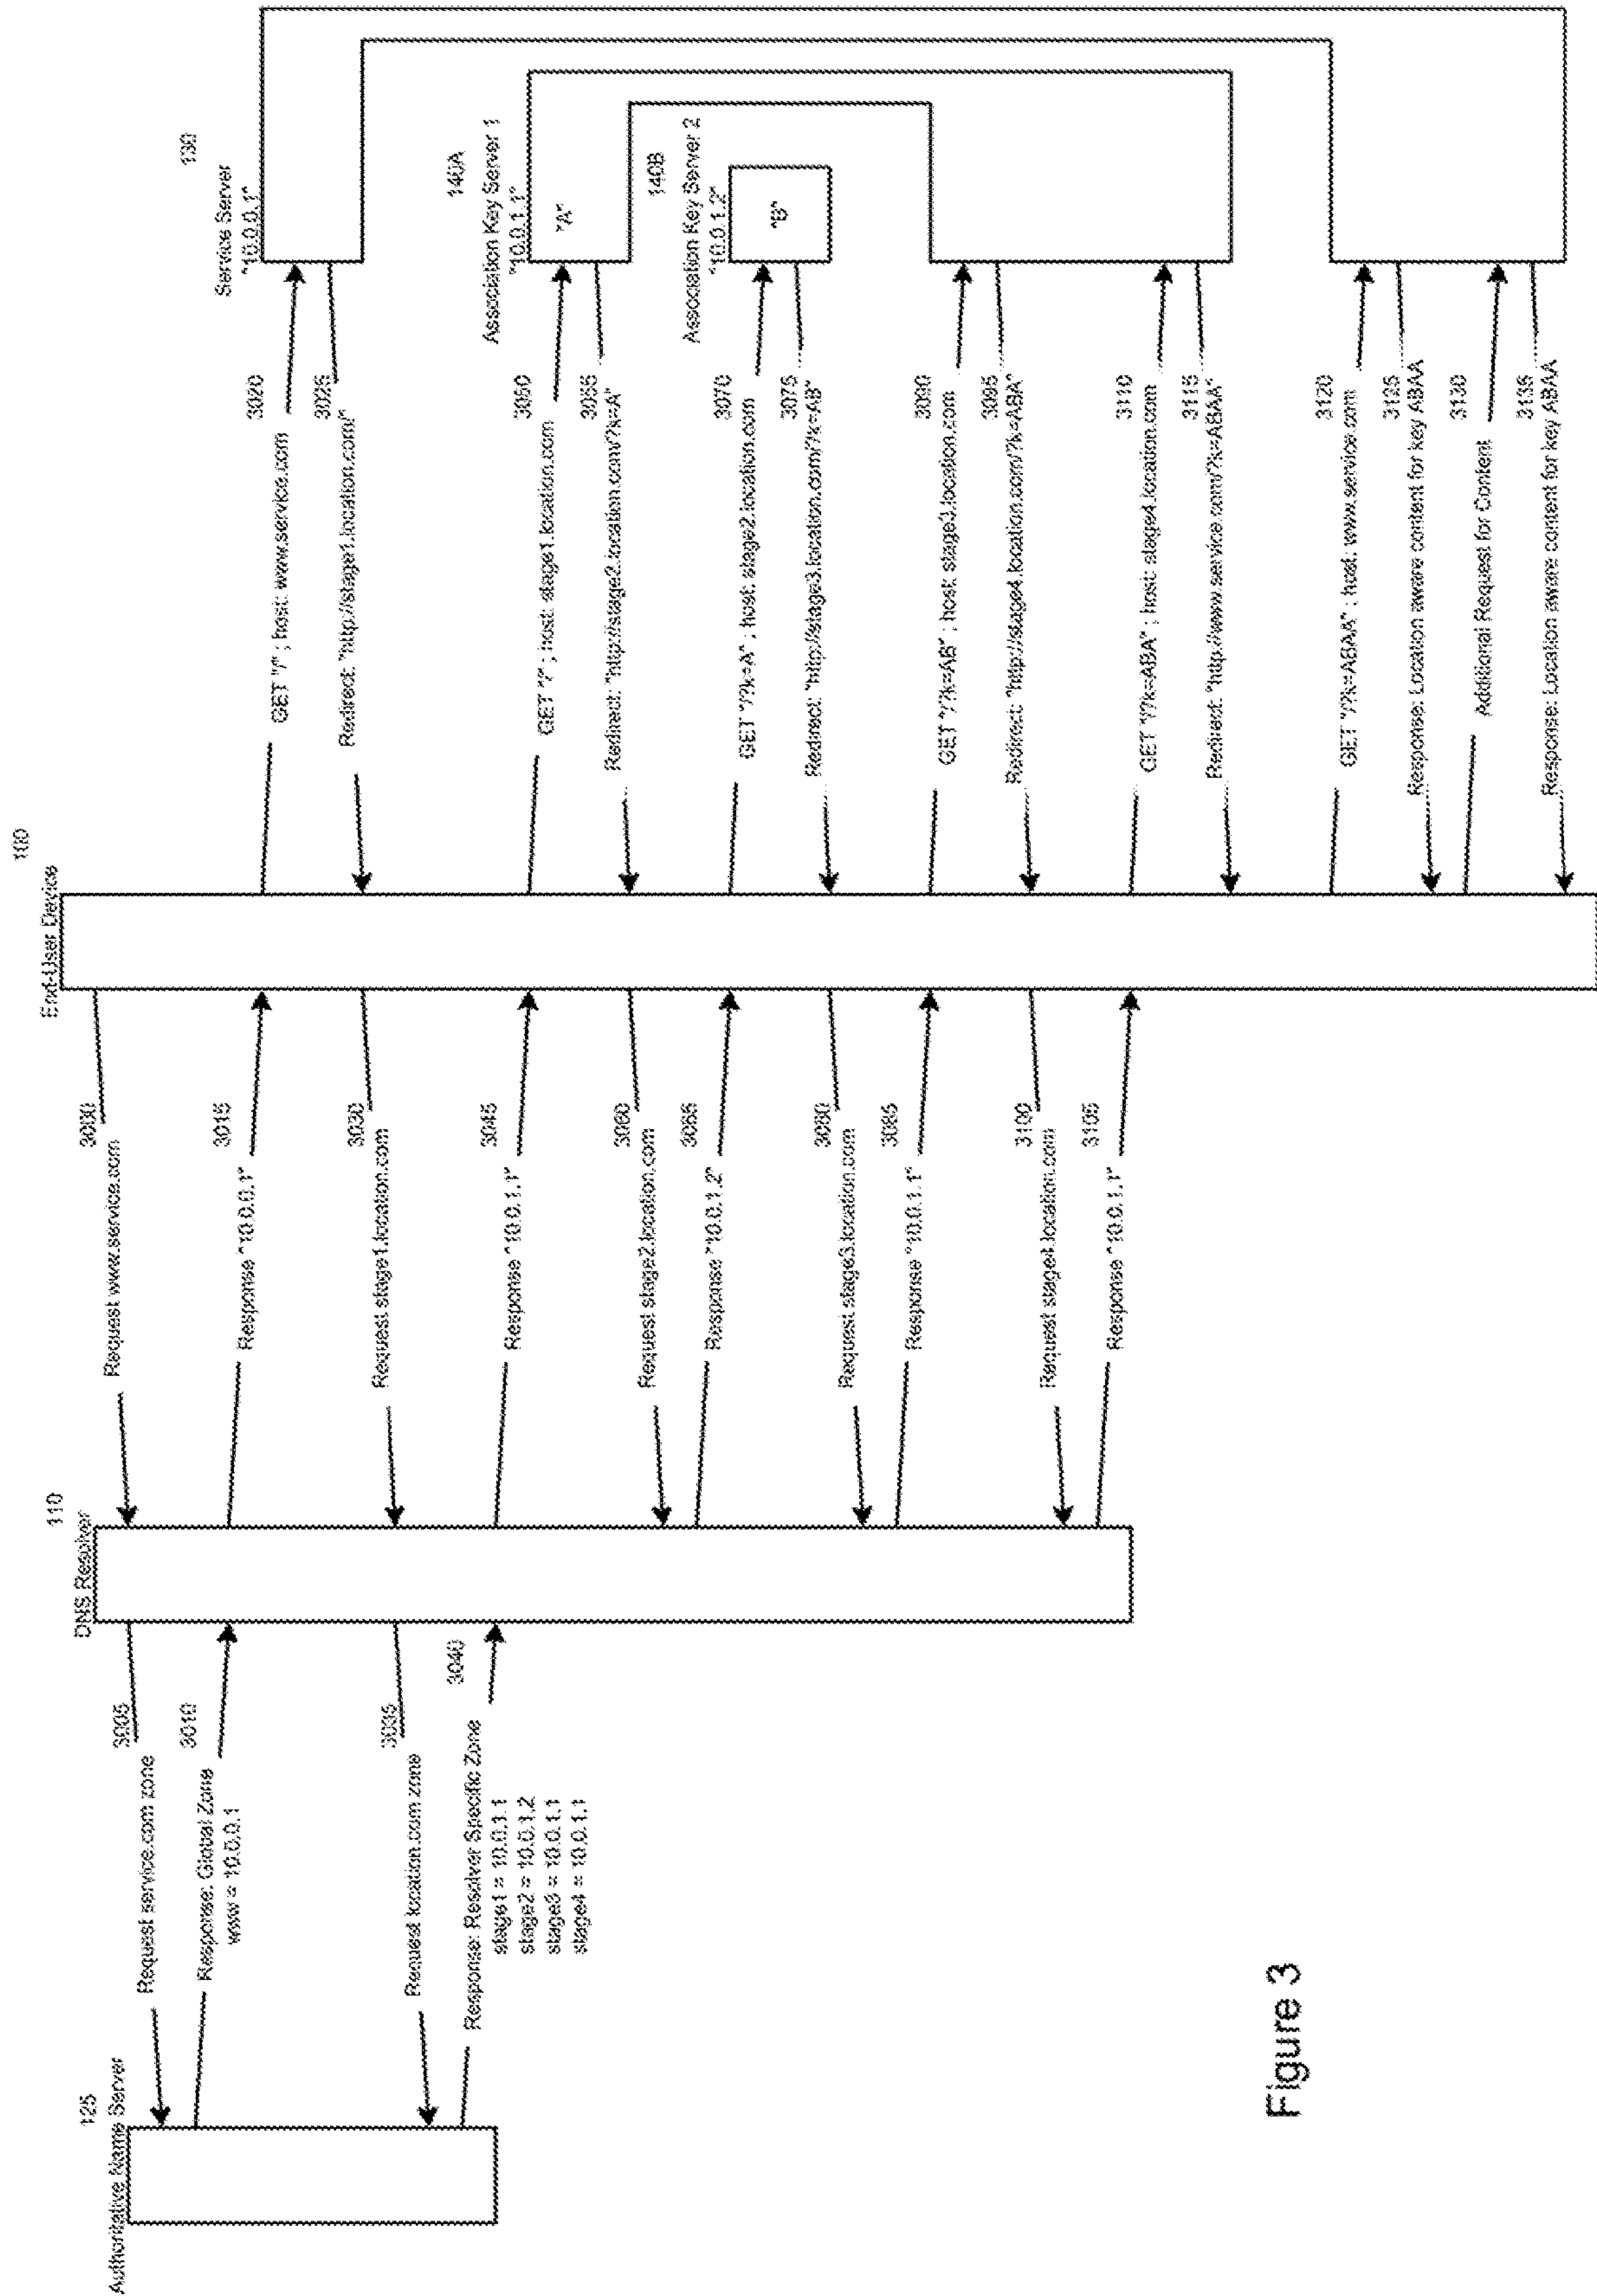 Authoritative Name Server
125
DNS Resolver
110
End-User Device
100
Service Server
"10.0.0.1"
130
Association Key Server 1
"10.0.1.1"
140A
"A"
Association Key Server 2
"10.0.1.2"
140B
"B"
3000
Request www.service.com
3005
Request service.com zone
3010
Response: Global Zone
www = 10.0.0.1
3015
Response "10.0.0.1"
3020
GET "/" ; host: www.service.com
3025
Redirect: "http://stage1.location.com/"
3030
Request stage1.location.com
3035
Request location.com zone
3040
Response: Resolver Specific Zone
stage1 = 10.0.1.1
stage2 = 10.0.1.2
stage3 = 10.0.1.1
stage4 = 10.0.1.1
3045
Response "10.0.1.1"
3050
GET "/" ; host: stage1.location.com
3055
Redirect: "http://stage2.location.com/?k=A"
3060
Request stage2.location.com
3065
Response "10.0.1.2"
3070
GET "/?k=A" ; host: stage2.location.com
3075
Redirect: "http://stage3.location.com/?k=AB"
3080
Request stage3.location.com
3085
Response "10.0.1.1"
3090
GET "/?k=AB" ; host: stage3.location.com
3095
Redirect: "http://stage4.location.com/?k=ABA"
3100
Request stage4.location.com
3105
Response "10.0.1.1"
3110
GET "/?k=ABA" ; host: stage4.location.com
3115
Redirect: "http://www.service.com/?k=ABAA"
3120
GET "/?k=ABAA" ; host: www.service.com
3125
Response: Location aware content for key ABAA
3130
Additional Request for Content
3135
Response: Location aware content for key ABAA
Figure 3